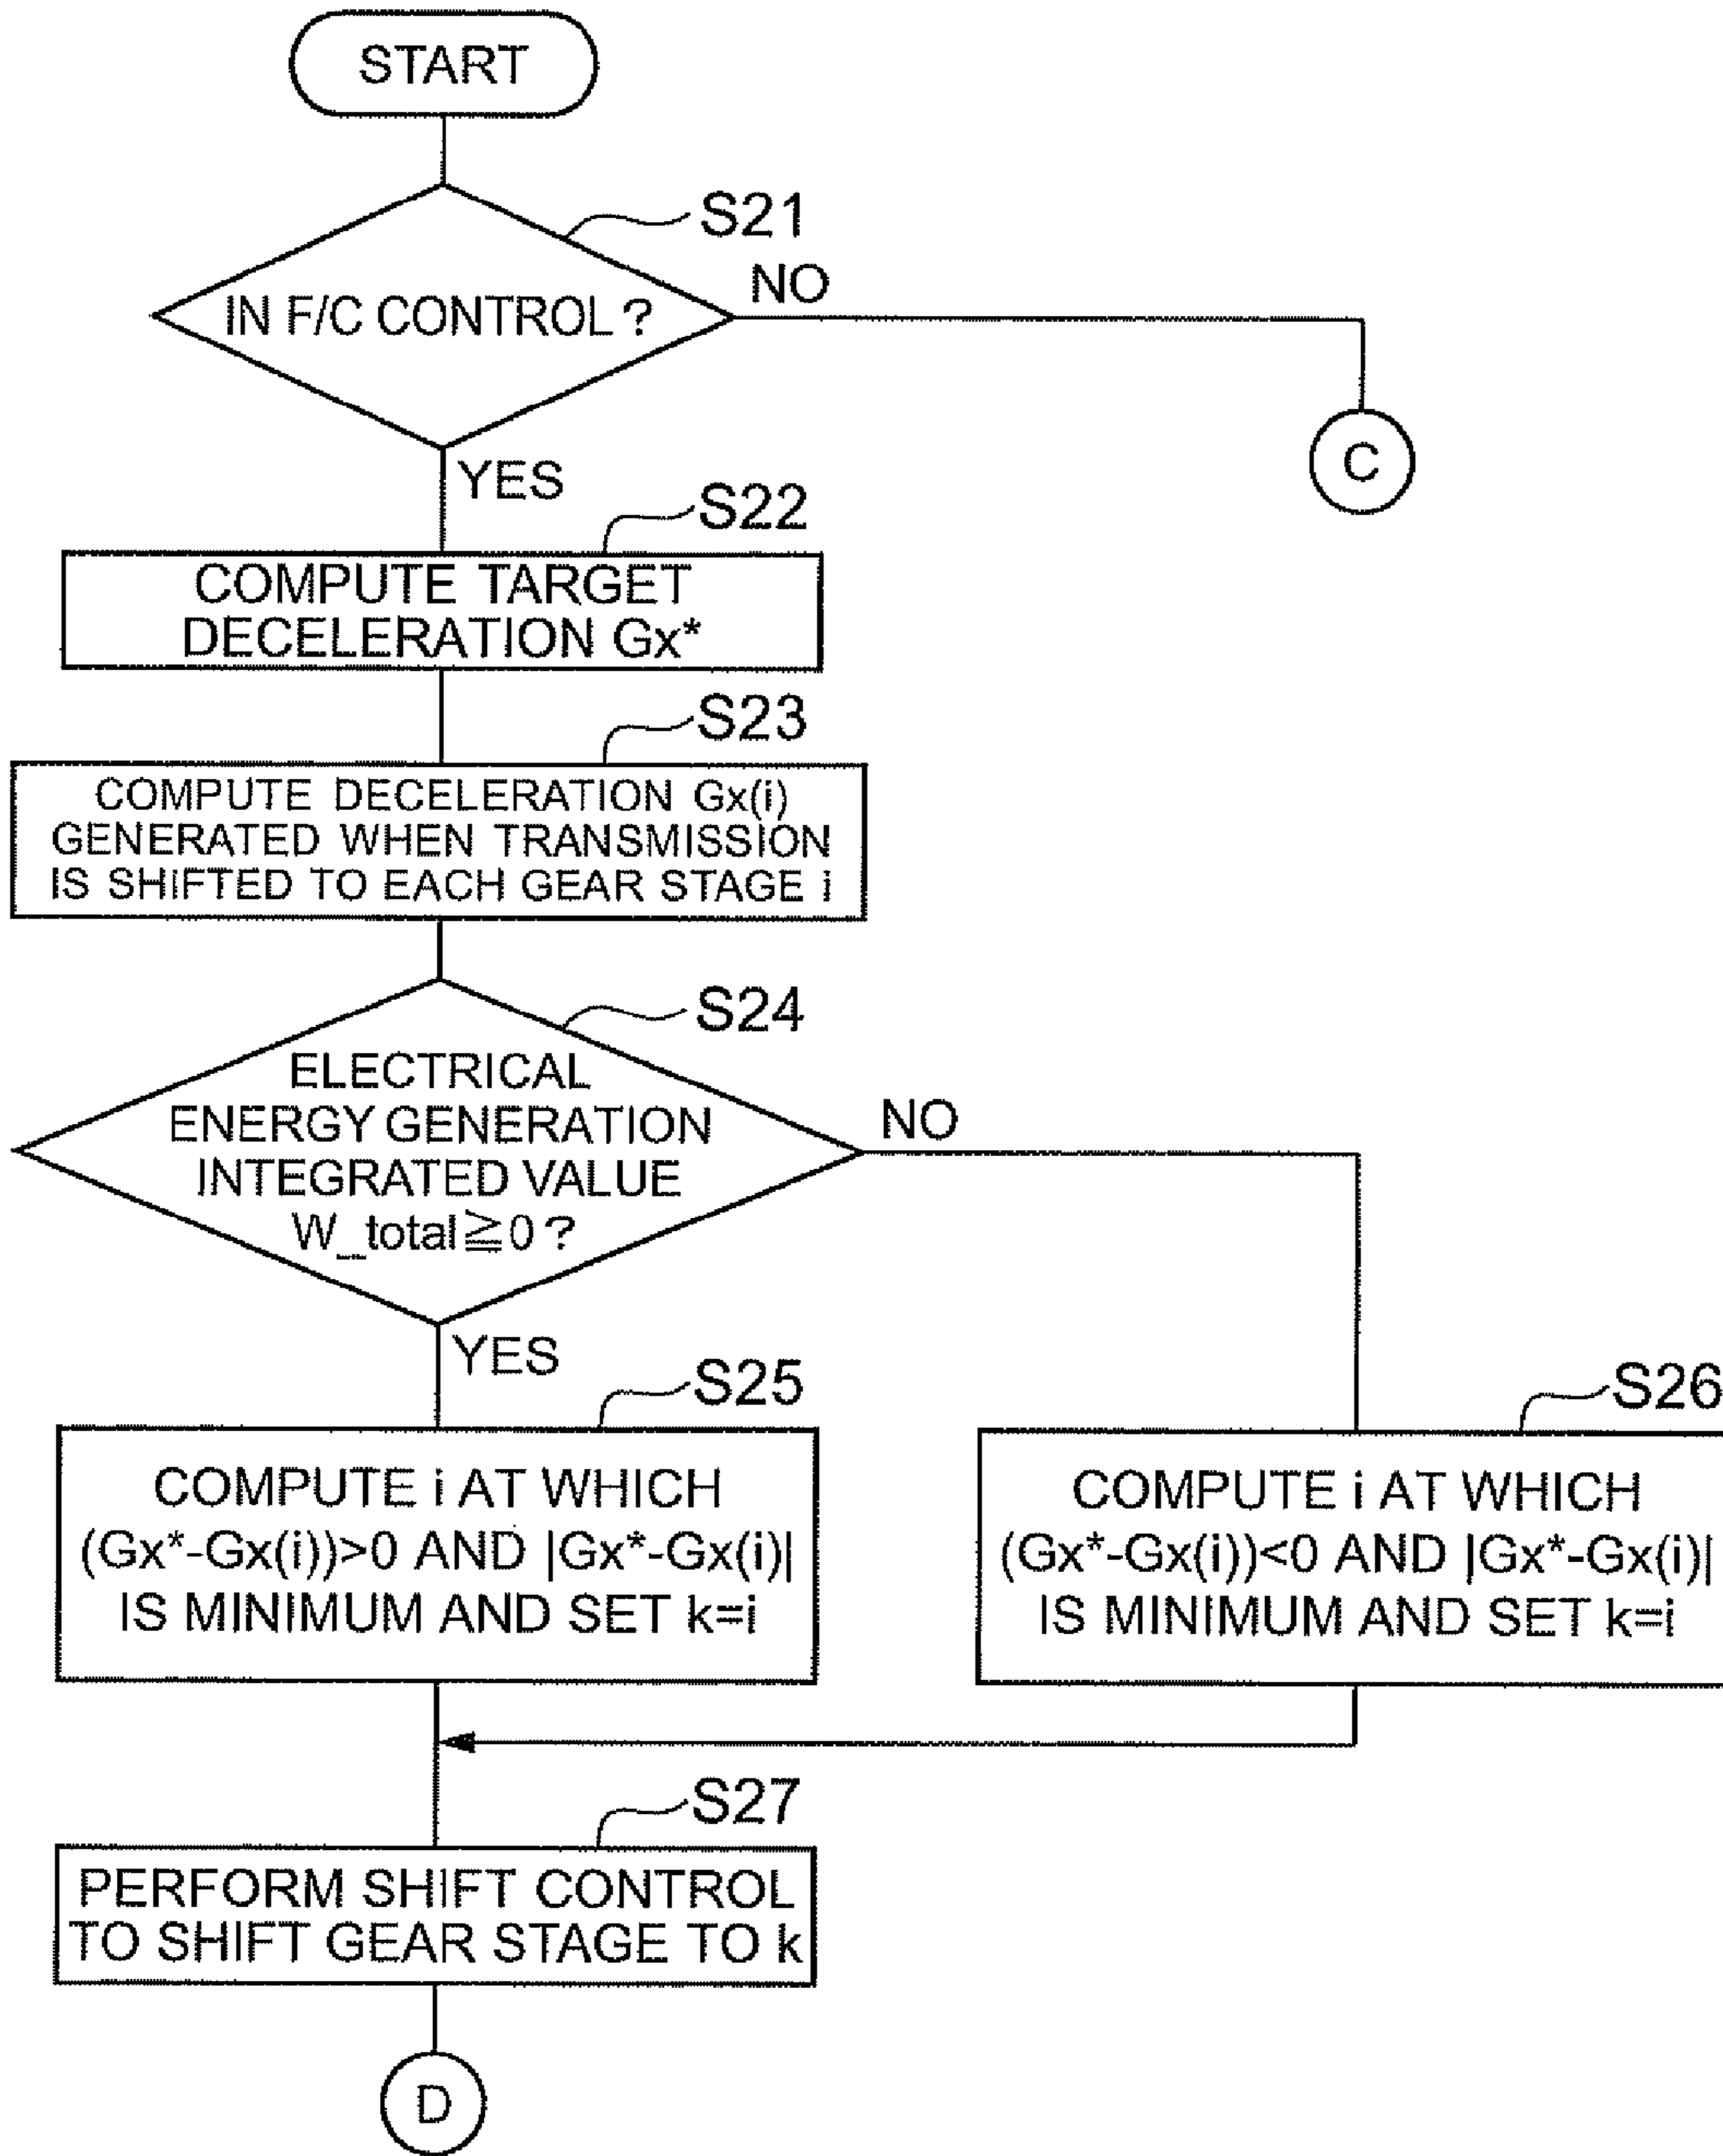 START
S21
IN F/C CONTROL?
NO
C
YES
S22
COMPUTE TARGET
DECELERATION Gx*
S23
COMPUTE DECELERATION Gx(i)
GENERATED WHEN TRANSMISSION
IS SHIFTED TO EACH GEAR STAGE i
S24
ELECTRICAL
ENERGY GENERATION
INTEGRATED VALUE
W_total≧0?
NO
YES
S25
COMPUTE i AT WHICH
(Gx*-Gx(i))>0 AND |Gx*-Gx(i)|
IS MINIMUM AND SET k=i
S26
COMPUTE i AT WHICH
(Gx*-Gx(i))<0 AND |Gx*-Gx(i)|
IS MINIMUM AND SET k=i
S27
PERFORM SHIFT CONTROL
TO SHIFT GEAR STAGE TO k
D